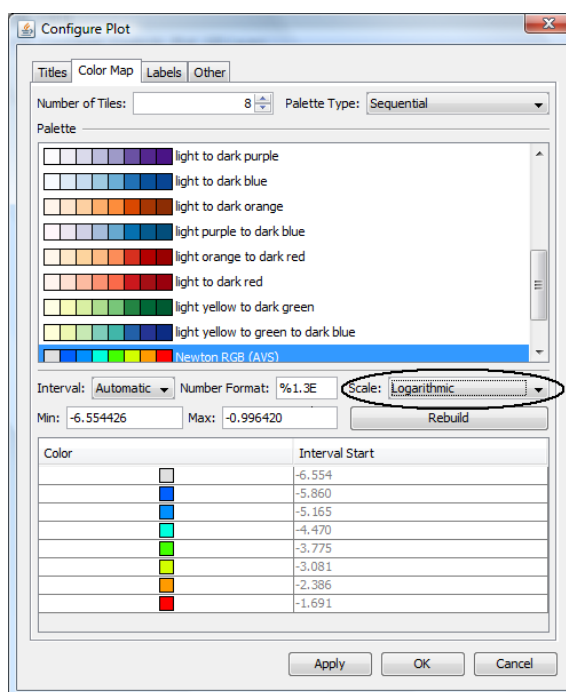 Configure Plot
Titles Color Map Labels Other
Number of Tiles: 8 Palette Type: Sequential
Palette
light to dark purple
light to dark blue
light to dark orange
light purple to dark blue
light orange to dark red
light to dark red
light yellow to dark green
light yellow to green to dark blue
Newton RGB (AVS)
Interval: Automatic Number Format: %1.3E Scale: Logarithmic
Min: -6.554426 Max: -0.996420 Rebuild
Color Interval Start
-6.554
-5.860
-5.165
-4.470
-3.775
-3.081
-2.386
-1.691
Apply OK Cancel